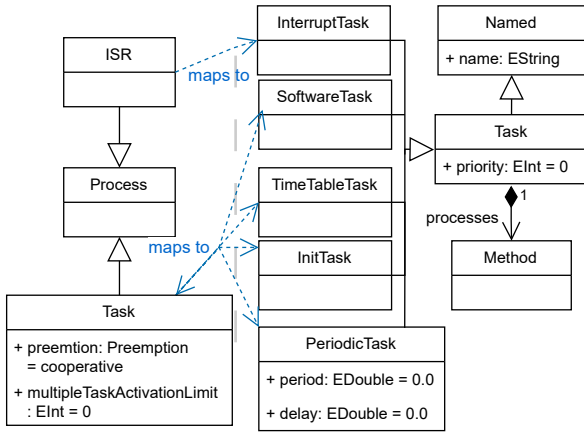 ISR
maps to
InterruptTask
Named
+ name: EString
SoftwareTask
Task
+ priority: EInt = 0
Process
TimeTableTask
1
processes
maps to
InitTask
Method
Task
+ preemtion: Preemption
= cooperative
+ multipleTaskActivationLimit
: EInt = 0
PeriodicTask
+ period: EDouble = 0.0
+ delay: EDouble = 0.0